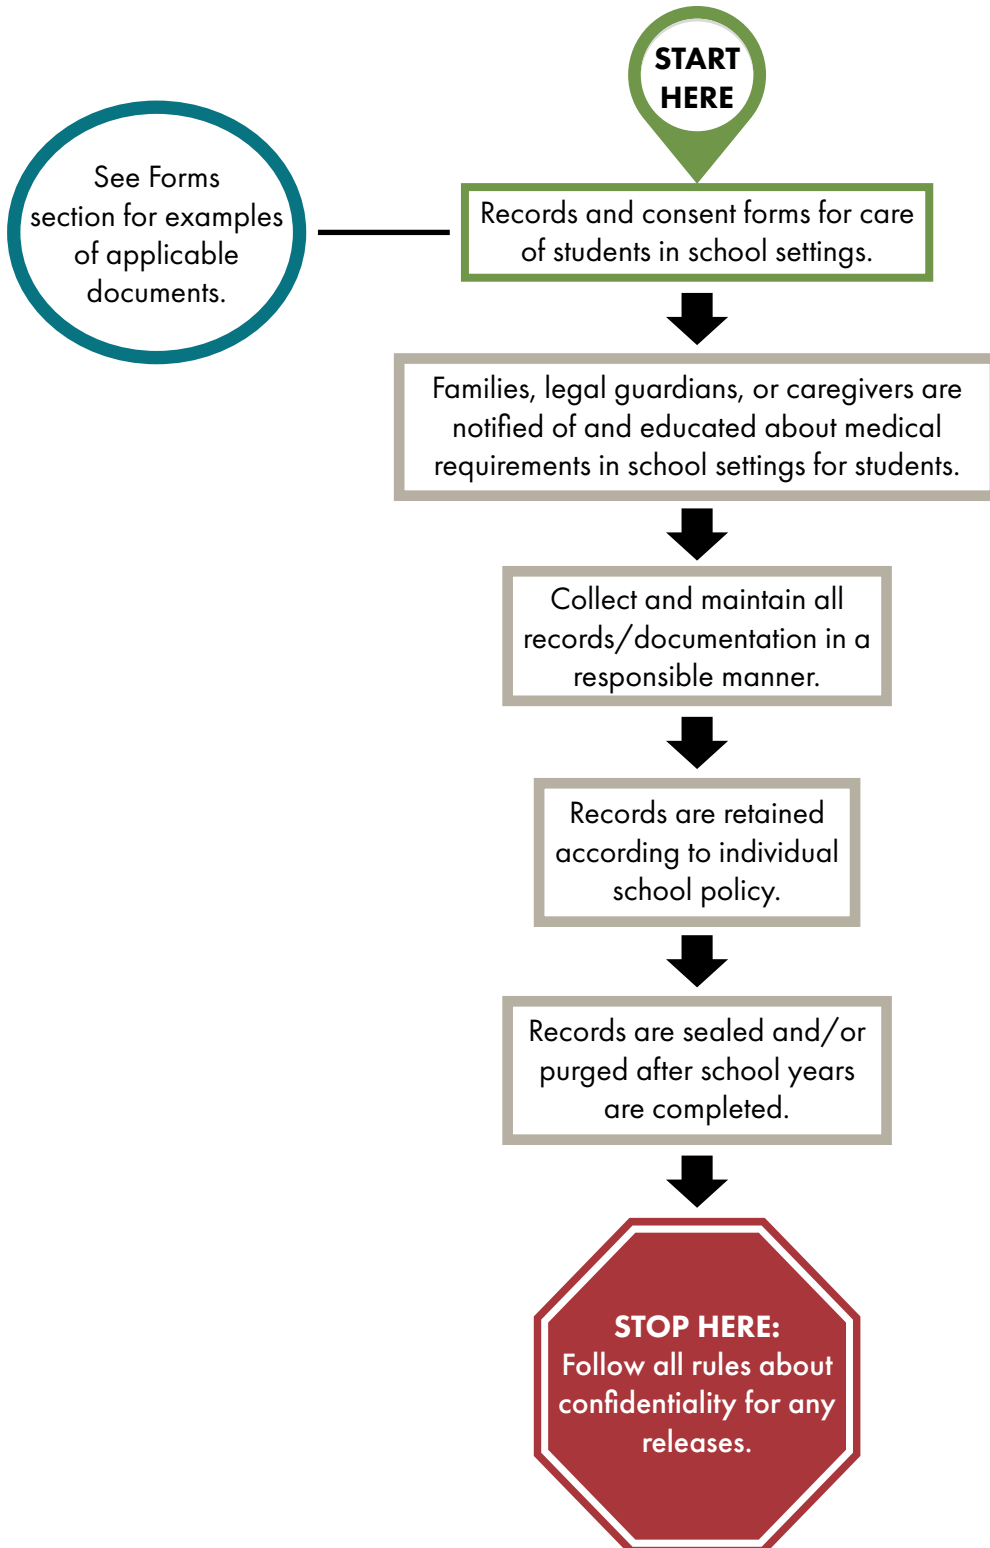 START
HERE
See Forms
section for examples
of applicable
documents.
Records and consent forms for care
of students in school settings.
Families, legal guardians, or caregivers are
notified of and educated about medical
requirements in school settings for students.
Collect and maintain all
records/documentation in a
responsible manner.
Records are retained
according to individual
school policy.
Records are sealed and/or
purged after school years
are completed.
STOP HERE:
Follow all rules about
confidentiality for any
releases.